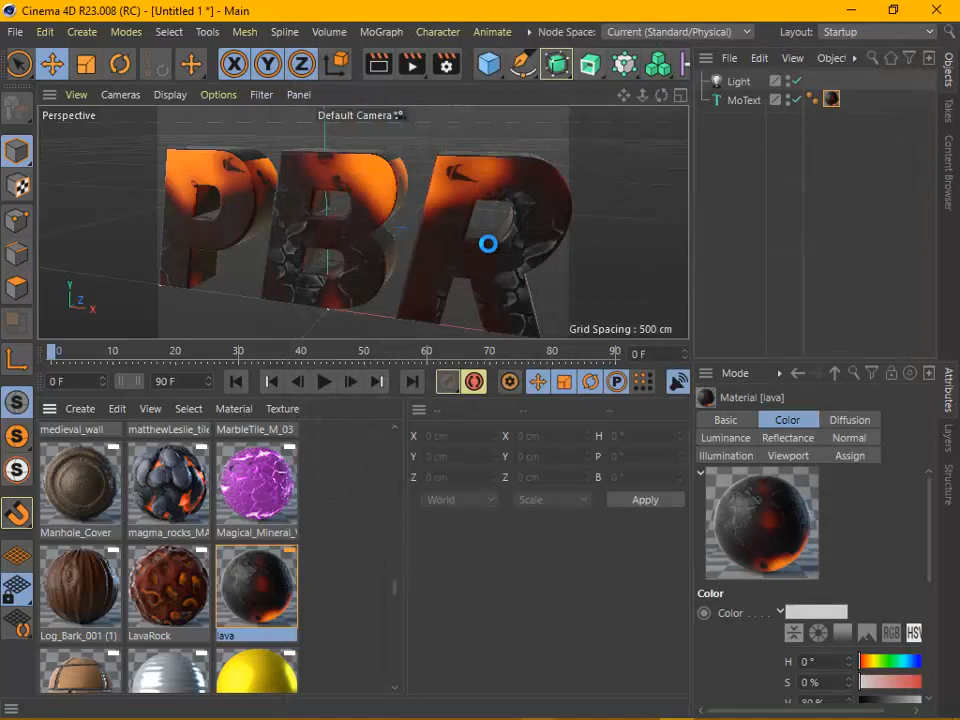 Cinema 4D R23.008 (RC) - [Untitled 1 *] - Main
File Edit Create Modes Select Tools Mesh Spline Volume MoGraph Character Animate Node Space: Current (Standard/Physical) Layout: Startup
X Y Z
File Edit View Object
View Cameras Display Options Filter Panel
Perspective
Default Camera
Light
MoText
PBR
Y
Z
X
Grid Spacing : 500 cm
Objects
Takes
Content Browser
0 10 20 30 40 50 60 70 80 90 0 F
0 F 90 F
P
Create Edit View Select Material Texture
medieval_wall matthewLeslie_tile MarbleTile_M_03
Manhole_Cover magma_rocks_MA Magical_Mineral_
Log_Bark_001 (1) LavaRock lava
-- -- --
X 0 cm X 0 cm H 0 °
Y 0 cm Y 0 cm P 0 °
Z 0 cm Z 0 cm B 0 °
World Scale Apply
Mode
Material [lava]
Basic Color Diffusion
Luminance Reflectance Normal
Illumination Viewport Assign
Color
Color . . . .
RGB HSV
H 0 °
S 0 %
V 80 %
Attributes
Layers
Structure
S
S
S